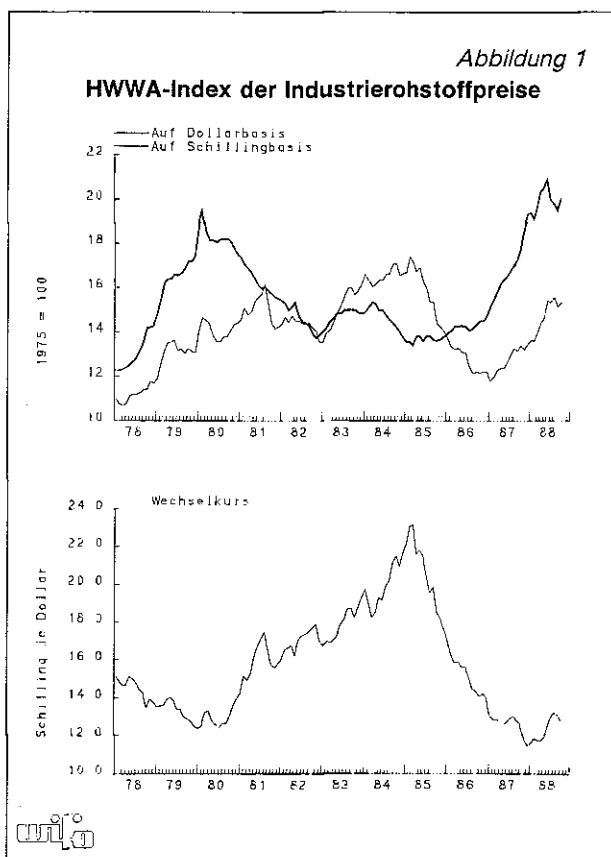 Abbildung 1
HWWA-Index der Industrierohstoffpreise
Auf Dollarbasis
Auf Schillingbasis
1975 = 100
22
20
18
16
14
12
10
78 79 80 81 82 83 84 85 86 87 88
Wechselkurs
Schilling je Dollar
24 0
22 0
20 0
18 0
16 0
14 0
12 0
10 0
78 79 80 81 82 83 84 85 86 87 88